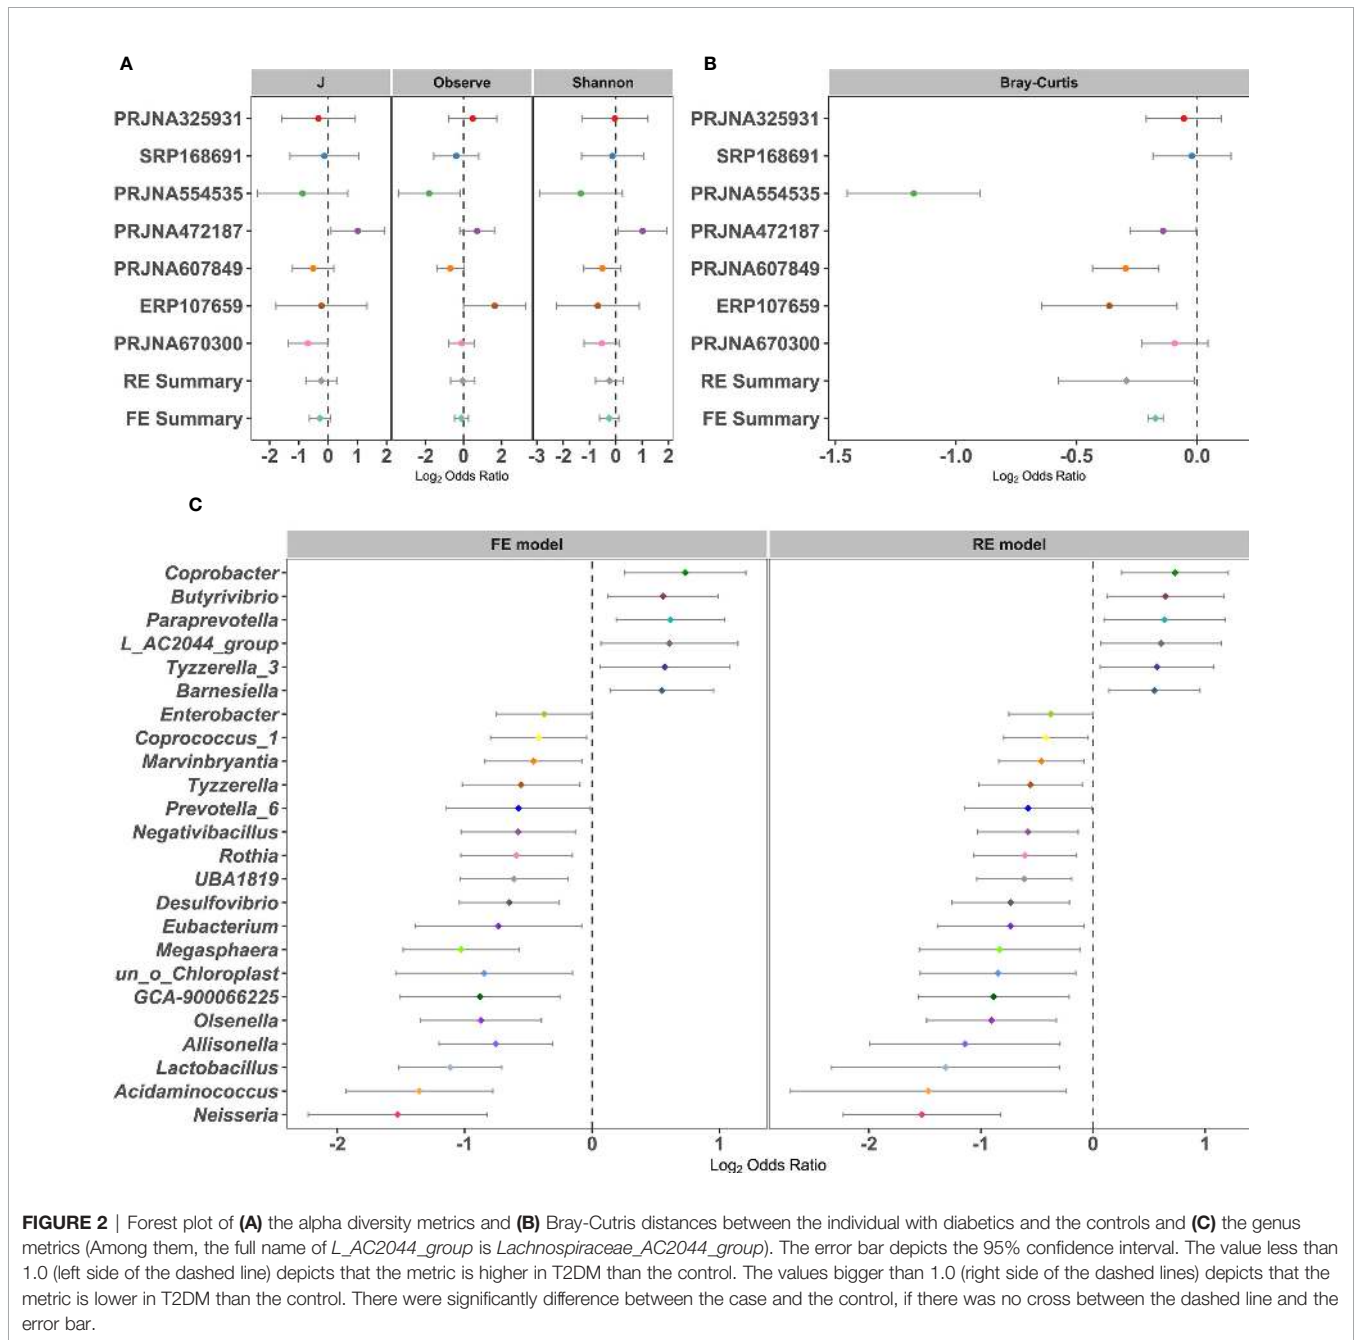 A
B
J Observe Shannon
Bray-Curtis
PRJNA325931
SRP168691
PRJNA554535
PRJNA472187
PRJNA607849
ERP107659
PRJNA670300
RE Summary
FE Summary
-2 -1 0 1 2 -2 0 2 -3 -2 -1 0 1 2
Log2 Odds Ratio
PRJNA325931
SRP168691
PRJNA554535
PRJNA472187
PRJNA607849
ERP107659
PRJNA670300
RE Summary
FE Summary
-1.5 -1.0 -0.5 0.0
Log2 Odds Ratio
C
FE model RE model
Coprobacter
Butyrivibrio
Paraprevotella
L_AC2044_group
Tyzzerella_3
Barnesiella
Enterobacter
Coprococcus_1
Marvinbryantia
Tyzzerella
Prevotella_6
Negativibacillus
Rothia
UBA1819
Desulfovibrio
Eubacterium
Megasphaera
un_o_Chloroplast
GCA-900066225
Olsenella
Allisonella
Lactobacillus
Acidaminococcus
Neisseria
-2 -1 0 1 -2 -1 0 1
Log2 Odds Ratio
FIGURE 2 | Forest plot of (A) the alpha diversity metrics and (B) Bray-Cutris distances between the individual with diabetics and the controls and (C) the genus
metrics (Among them, the full name of L_AC2044_group is Lachnospiraceae_AC2044_group). The error bar depicts the 95% confidence interval. The value less than
1.0 (left side of the dashed line) depicts that the metric is higher in T2DM than the control. The values bigger than 1.0 (right side of the dashed lines) depicts that the
metric is lower in T2DM than the control. There were significantly difference between the case and the control, if there was no cross between the dashed line and the
error bar.